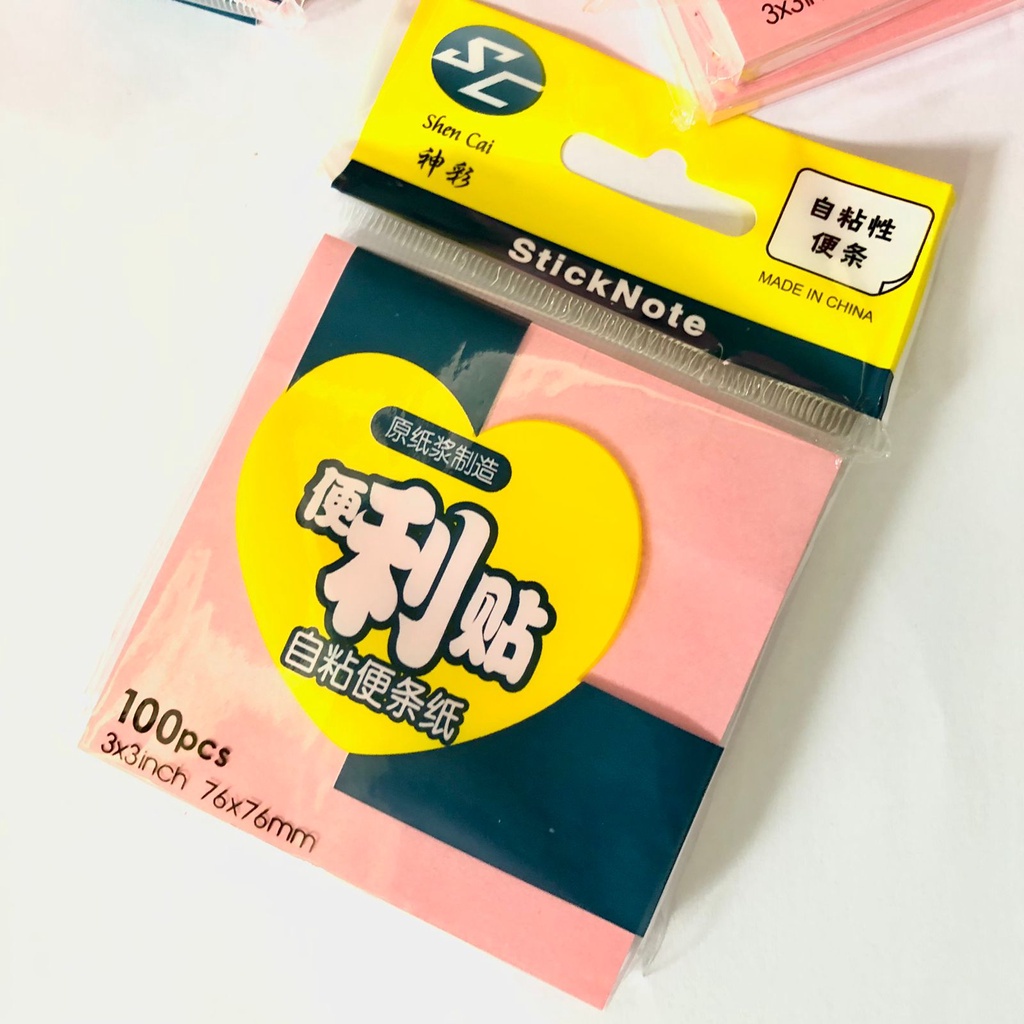 SC
Shen Cai
神彩
自粘性
便条
MADE IN CHINA
StickNote
原纸浆制造
便利贴
自粘便条纸
100pcs
3x3inch 76x76mm
3x3in